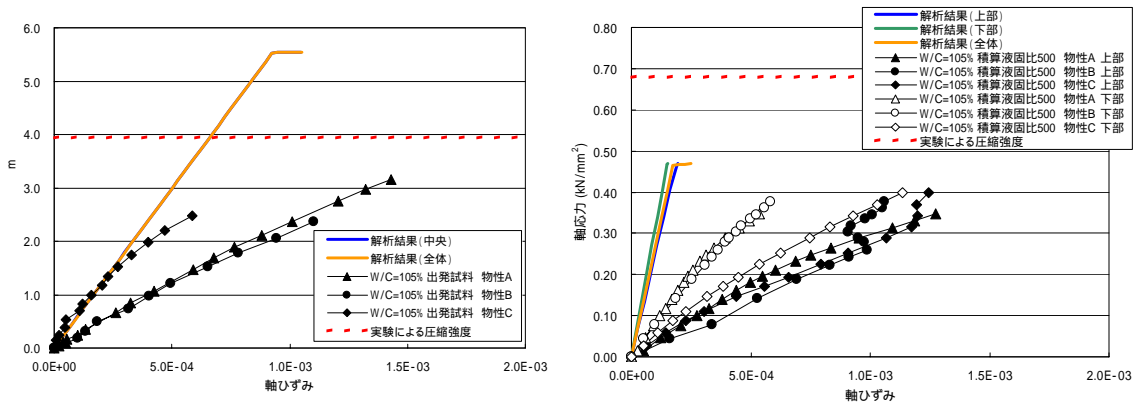 6.0
5.0
4.0
3.0
2.0
1.0
0.0
m
0.0E+00
5.0E-04
1.0E-03
1.5E-03
2.0E-03
軸ひずみ
解析結果(中央)
解析結果(全体)
W/C=105% 出発試料 物性A
W/C=105% 出発試料 物性B
W/C=105% 出発試料 物性C
実験による圧縮強度
0.80
0.70
0.60
0.50
0.40
0.30
0.20
0.10
0.00
軸応力 (kN/mm²)
0.0E+00
5.0E-04
1.0E-03
1.5E-03
2.0E-03
軸ひずみ
解析結果(上部)
解析結果(下部)
解析結果(全体)
W/C=105% 積算液固比500 物性A 上部
W/C=105% 積算液固比500 物性B 上部
W/C=105% 積算液固比500 物性C 上部
W/C=105% 積算液固比500 物性A 下部
W/C=105% 積算液固比500 物性B 下部
W/C=105% 積算液固比500 物性C 下部
実験による圧縮強度